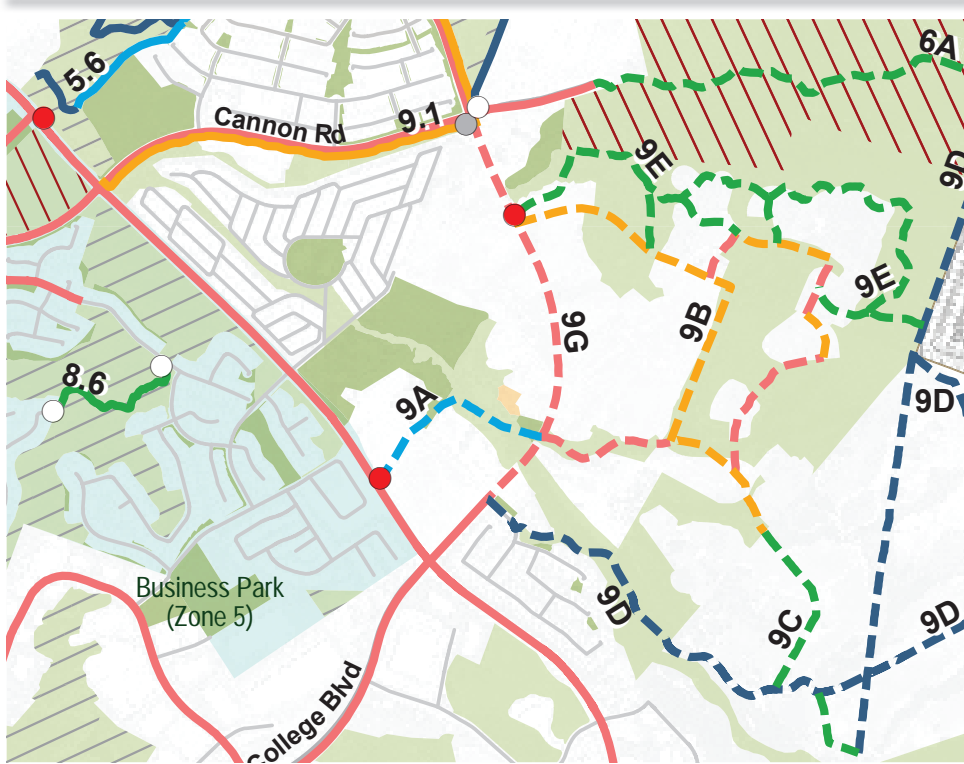 6A
5.6
Cannon Rd
9.1
9E
9D
9E
9B
9G
8.6
9A
9D
Business Park
(Zone 5)
9D
9C
9D
College Blvd